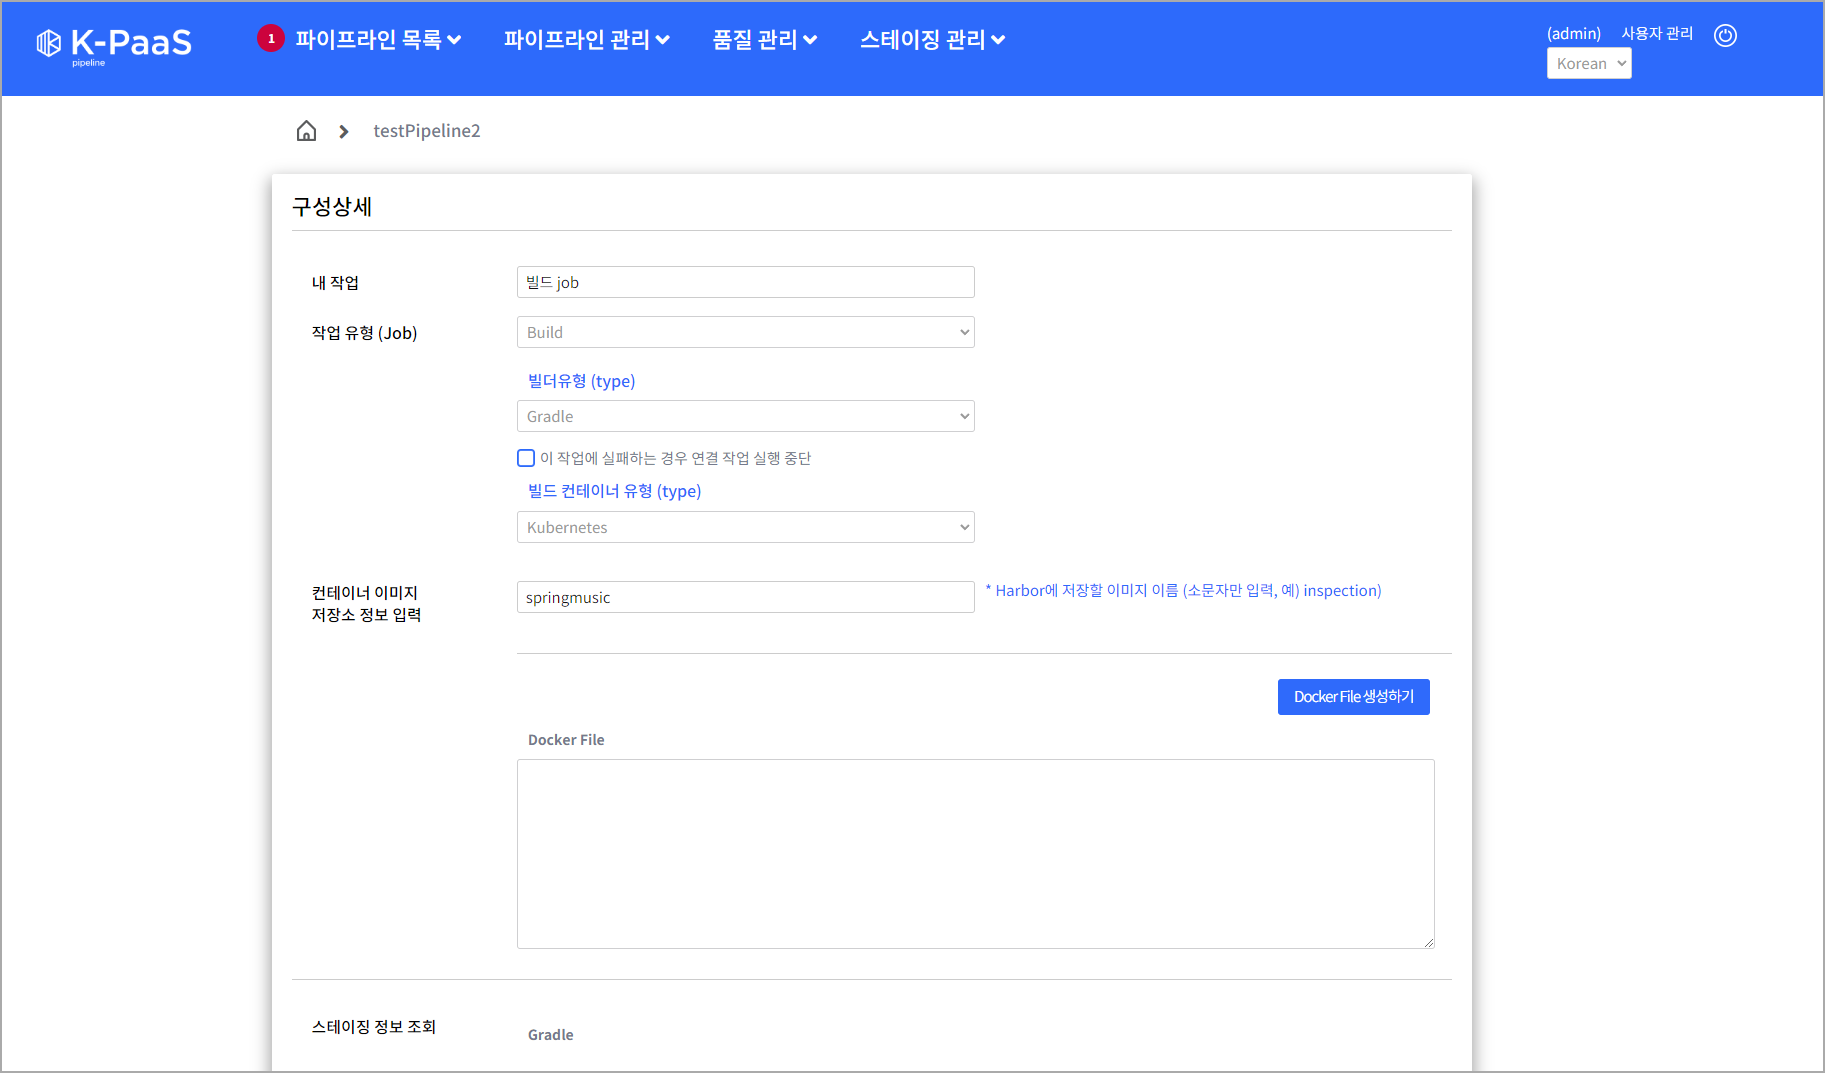 K-PaaS
pipeline
1
파이프라인 목록
파이프라인 관리
품질 관리
스테이징 관리
(admin)
사용자 관리
Korean
testPipeline2
구성상세
내 작업
빌드 job
작업 유형 (Job)
Build
빌더유형 (type)
Gradle
이 작업에 실패하는 경우 연결 작업 실행 중단
빌드 컨테이너 유형 (type)
Kubernetes
컨테이너 이미지
저장소 정보 입력
springmusic
* Harbor에 저장할 이미지 이름 (소문자만 입력, 예) inspection)
Docker File 생성하기
Docker File
스테이징 정보 조회
Gradle